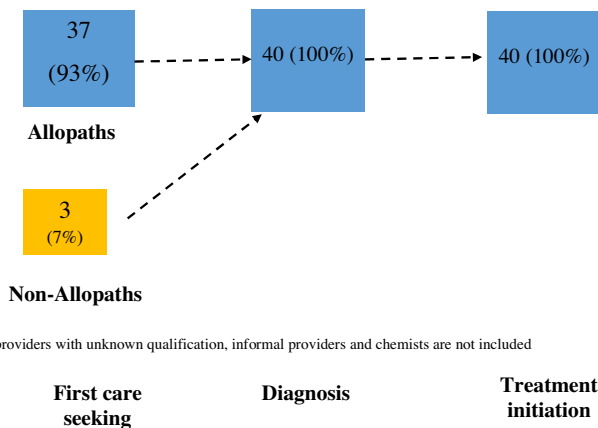 37
(93%)
40 (100%)
40 (100%)
Allopaths
3
(7%)
Non-Allopaths
providers with unknown qualification, informal providers and chemists are not included
First care
seeking
Diagnosis
Treatment
initiation